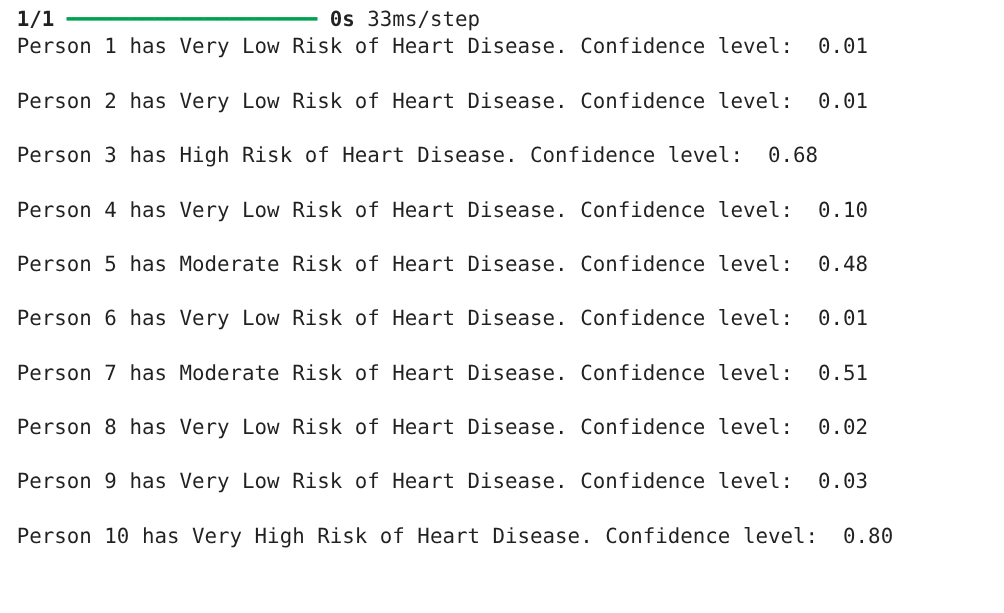 1/1 ━━━━━━━━━━━━━━━━━━━━ 0s 33ms/step
Person 1 has Very Low Risk of Heart Disease. Confidence level:  0.01
Person 2 has Very Low Risk of Heart Disease. Confidence level:  0.01
Person 3 has High Risk of Heart Disease. Confidence level:  0.68
Person 4 has Very Low Risk of Heart Disease. Confidence level:  0.10
Person 5 has Moderate Risk of Heart Disease. Confidence level:  0.48
Person 6 has Very Low Risk of Heart Disease. Confidence level:  0.01
Person 7 has Moderate Risk of Heart Disease. Confidence level:  0.51
Person 8 has Very Low Risk of Heart Disease. Confidence level:  0.02
Person 9 has Very Low Risk of Heart Disease. Confidence level:  0.03
Person 10 has Very High Risk of Heart Disease. Confidence level:  0.80